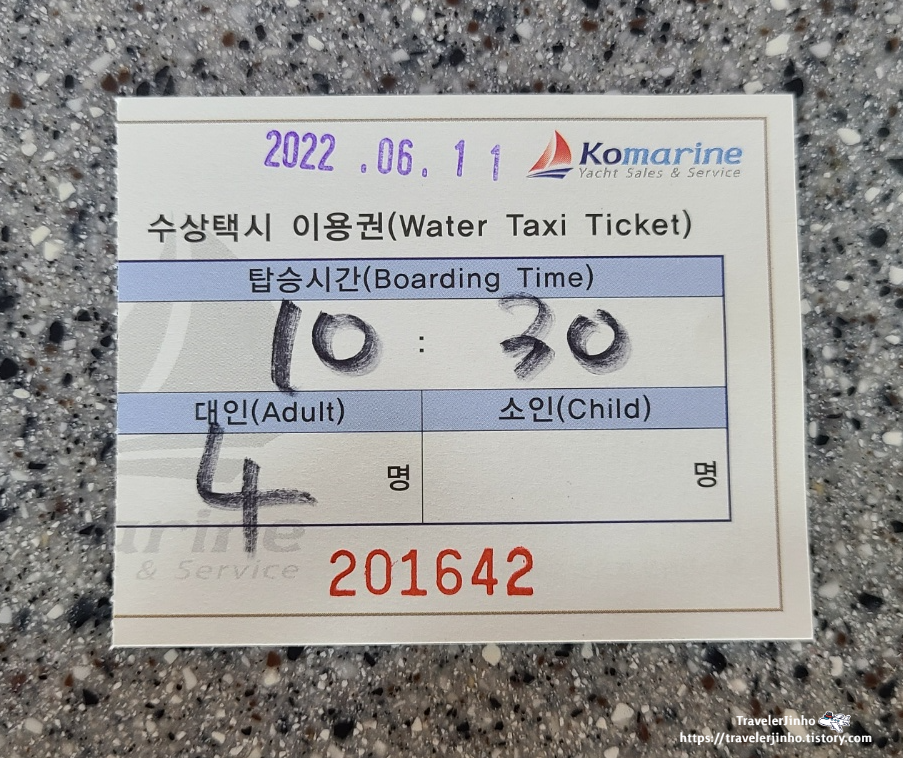 2022.06.11
Komarine
Yacht Sales & Service
수상택시 이용권(Water Taxi Ticket)
탑승시간(Boarding Time)
10 : 30
대인(Adult) 소인(Child)
4 명 명
arine
& Service
201642
TravelerJinho
https://travelerjinho.tistory.com